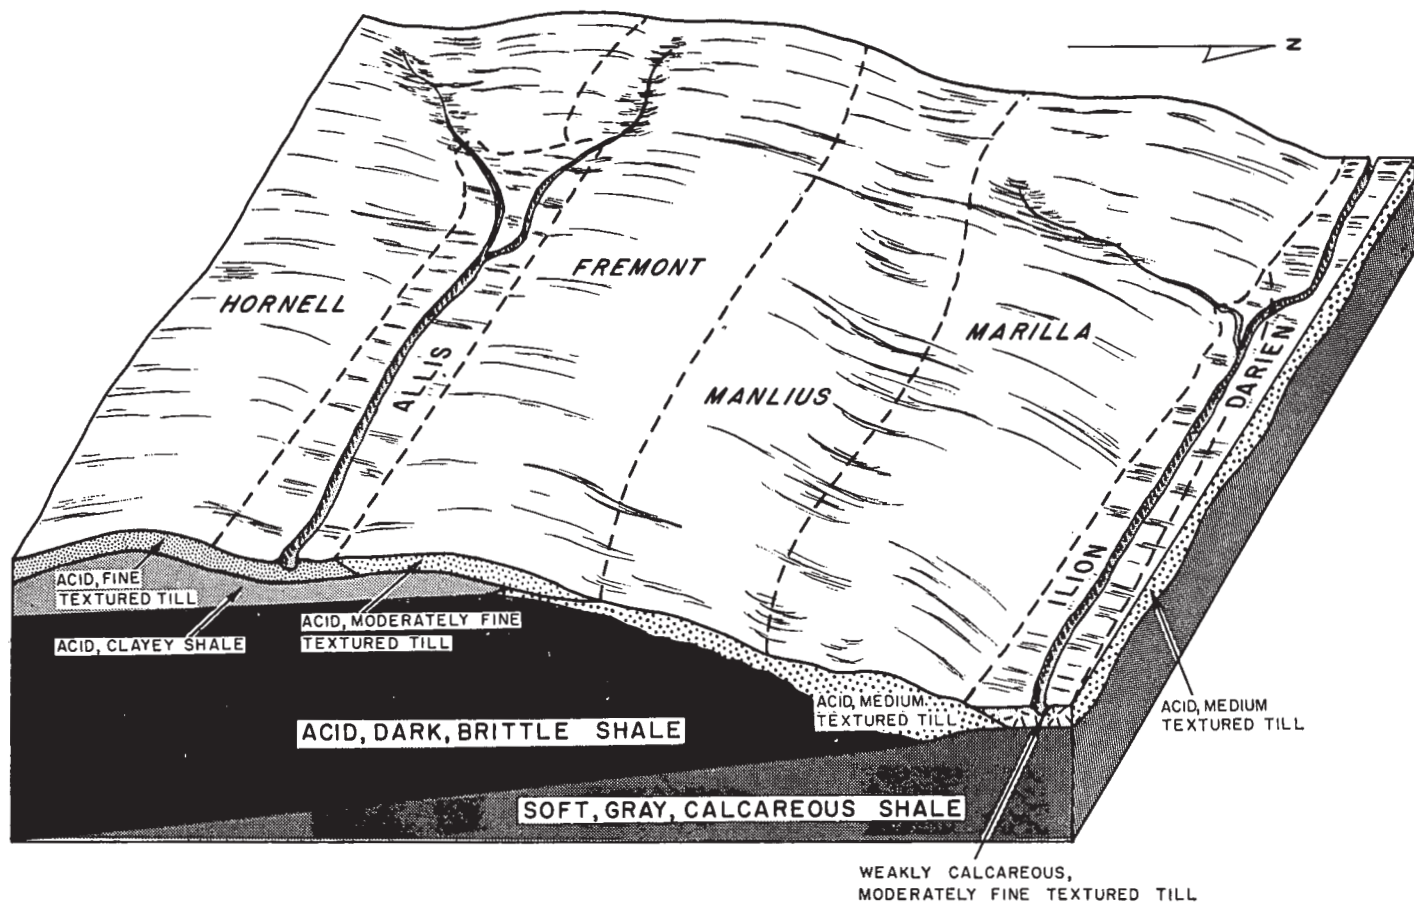 N
HORNELL
ALLIS
FREMONT
MANLIUS
MARILLA
ILION
DARIEN
ACID, FINE
TEXTURED TILL
ACID, CLAYEY SHALE
ACID, MODERATELY FINE
TEXTURED TILL
ACID, MEDIUM
TEXTURED TILL
ACID, MEDIUM
TEXTURED TILL
ACID, DARK, BRITTLE SHALE
SOFT, GRAY, CALCAREOUS SHALE
WEAKLY CALCAREOUS,
MODERATELY FINE TEXTURED TILL